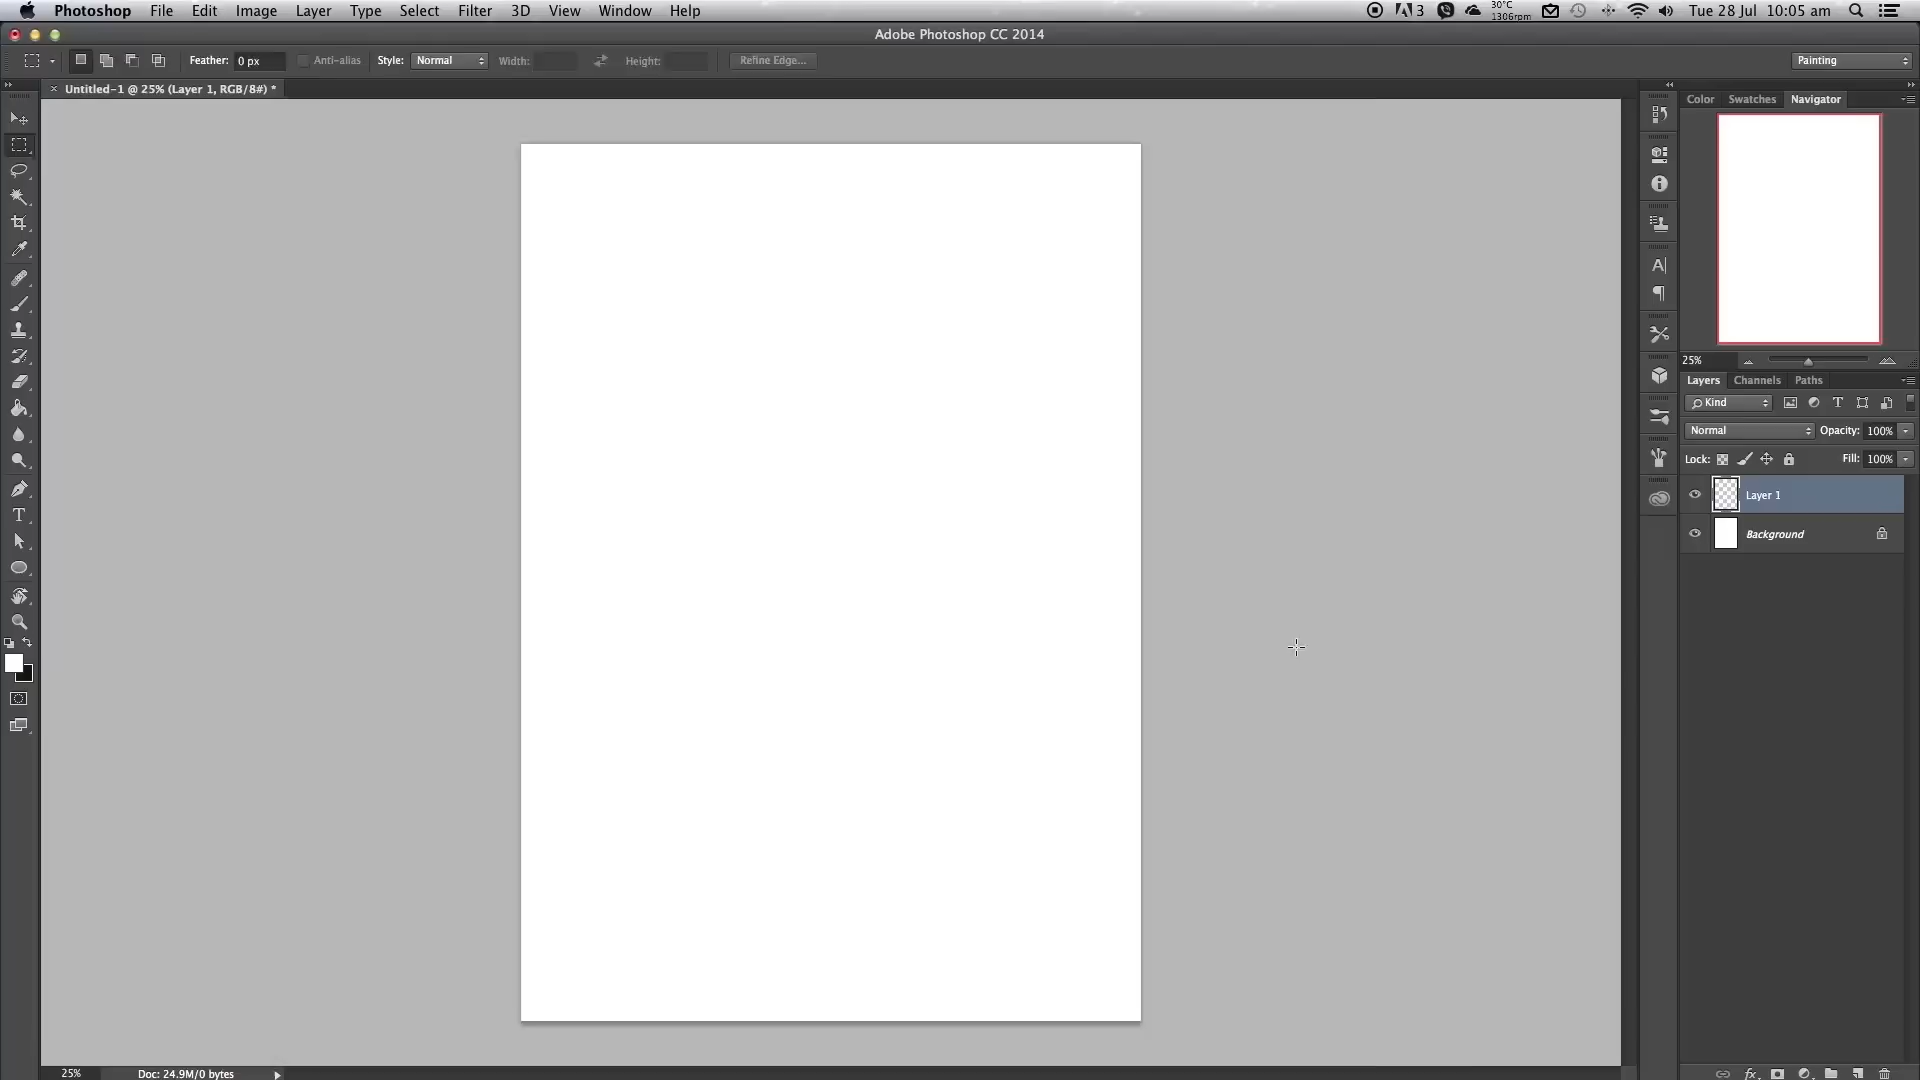 Photoshop File Edit Image Layer Type Select Filter 3D View Window Help 3 30°C 1306rpm Tue 28 Jul 10:05 am
Adobe Photoshop CC 2014
Feather: 0 px Anti-alias Style: Normal Width: Height: Refine Edge... Painting
Untitled-1 @ 25% (Layer 1, RGB/8#) *
Color Swatches Navigator
25%
Layers Channels Paths
Kind
Normal Opacity: 100%
Lock: Fill: 100%
Layer 1
Background
25% Doc: 24.9M/0 bytes